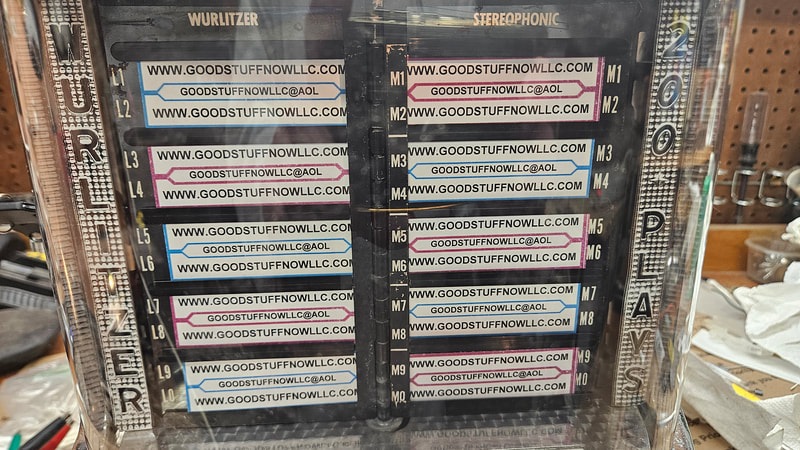 WURLITZER
STEREOPHONIC
WURLITZER
200 PLAYS
L1 WWW.GOODSTUFFNOWLLC.COM
GOODSTUFFNOWLLC@AOL
L2 WWW.GOODSTUFFNOWLLC.COM
M1 WWW.GOODSTUFFNOWLLC.COM M1
GOODSTUFFNOWLLC@AOL
M2 WWW.GOODSTUFFNOWLLC.COM M2
L3 WWW.GOODSTUFFNOWLLC.COM
GOODSTUFFNOWLLC@AOL
L4 WWW.GOODSTUFFNOWLLC.COM
M3 WWW.GOODSTUFFNOWLLC.COM M3
GOODSTUFFNOWLLC@AOL
M4 WWW.GOODSTUFFNOWLLC.COM M4
L5 WWW.GOODSTUFFNOWLLC.COM
GOODSTUFFNOWLLC@AOL
L6 WWW.GOODSTUFFNOWLLC.COM
M5 WWW.GOODSTUFFNOWLLC.COM M5
GOODSTUFFNOWLLC@AOL
M6 WWW.GOODSTUFFNOWLLC.COM M6
L7 WWW.GOODSTUFFNOWLLC.COM
GOODSTUFFNOWLLC@AOL
L8 WWW.GOODSTUFFNOWLLC.COM
M7 WWW.GOODSTUFFNOWLLC.COM M7
GOODSTUFFNOWLLC@AOL
M8 WWW.GOODSTUFFNOWLLC.COM M8
L9 WWW.GOODSTUFFNOWLLC.COM
GOODSTUFFNOWLLC@AOL
L0 WWW.GOODSTUFFNOWLLC.COM
M9 WWW.GOODSTUFFNOWLLC.COM M9
GOODSTUFFNOWLLC@AOL
M0 WWW.GOODSTUFFNOWLLC.COM M0